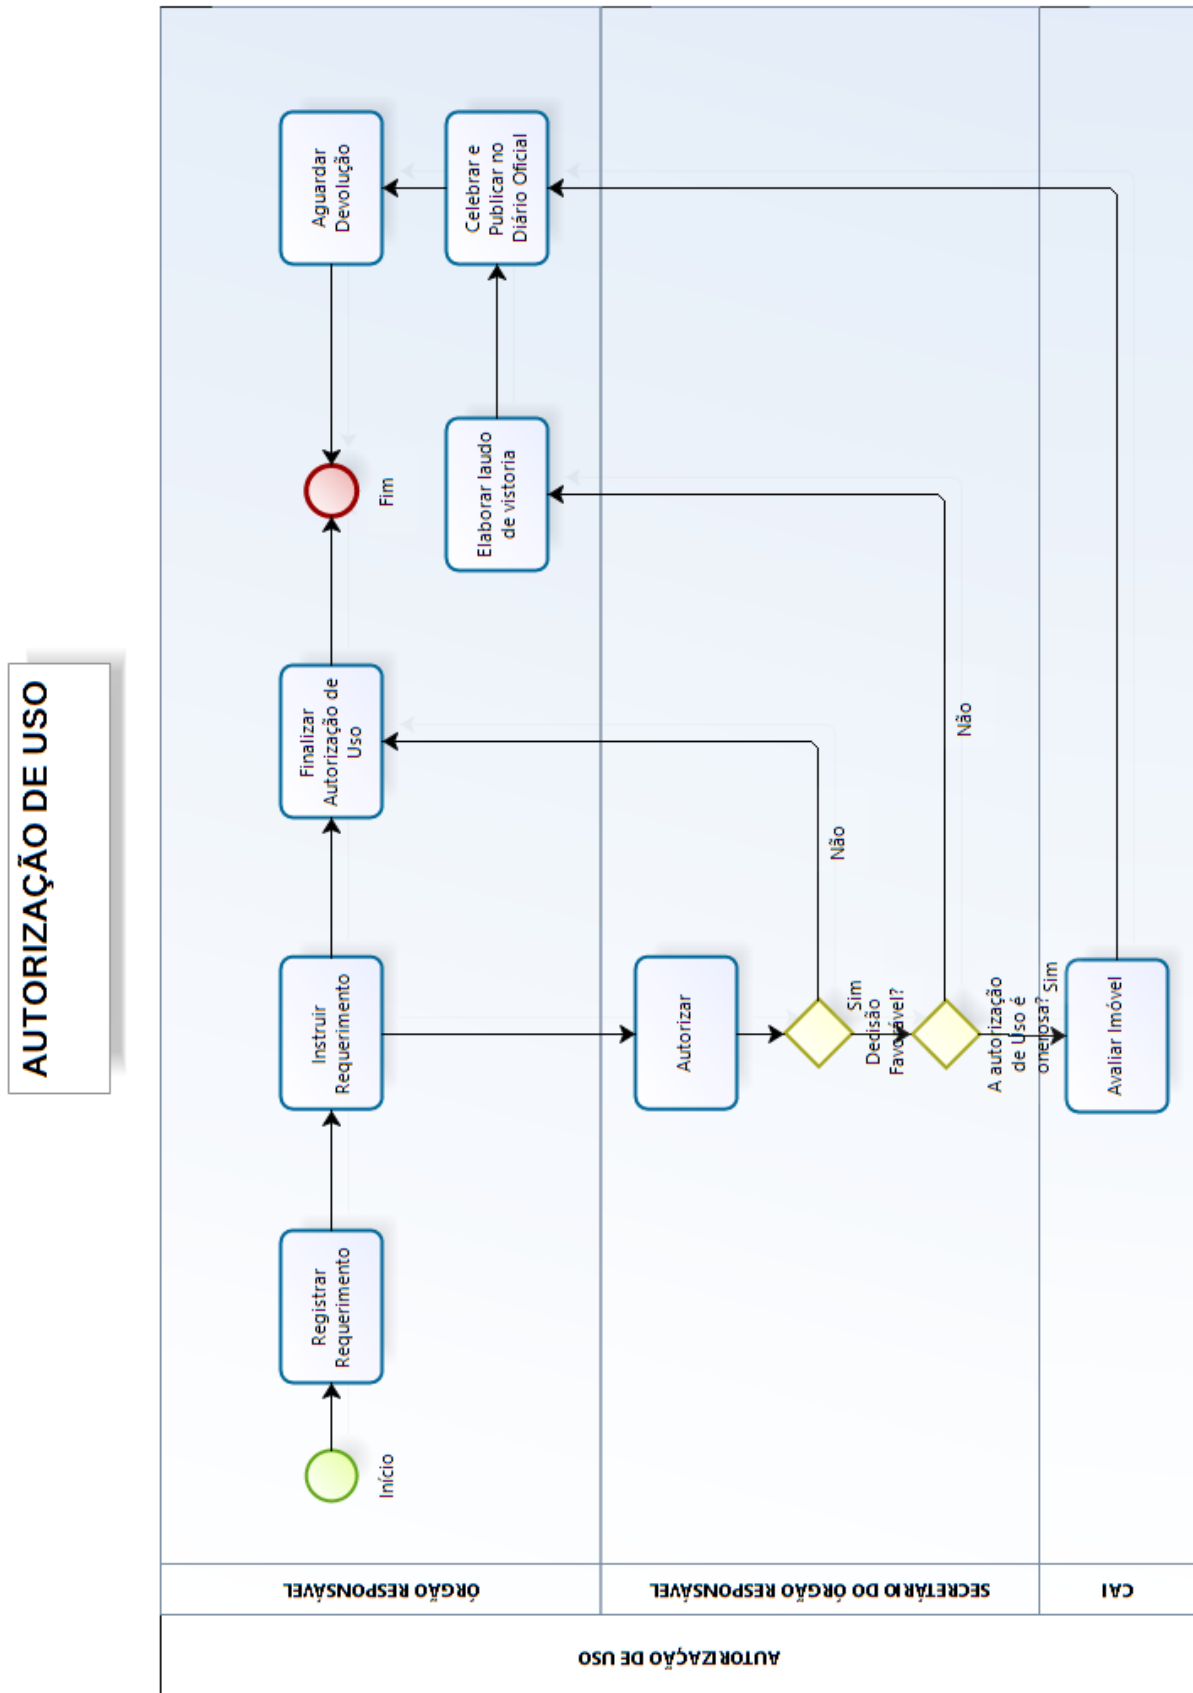 AUTORIZAÇÃO DE USO
AUTORIZAÇÃO DE USO
ÓRGÃO RESPONSÁVEL
Início
Registrar
Requerimento
Instruir
Requerimento
Finalizar
Autorização de
Uso
Fim
Aguardar
Devolução
Elaborar laudo
de vistoria
Celebrar e
Publicar no
Diário Oficial
SECRETÁRIO DO ÓRGÃO RESPONSÁVEL
Autorizar
Não
Sim
Decisão
Favorável?
Não
A autorização
de Uso é
onerosa?
Sim
CAI
Avaliar Imóvel